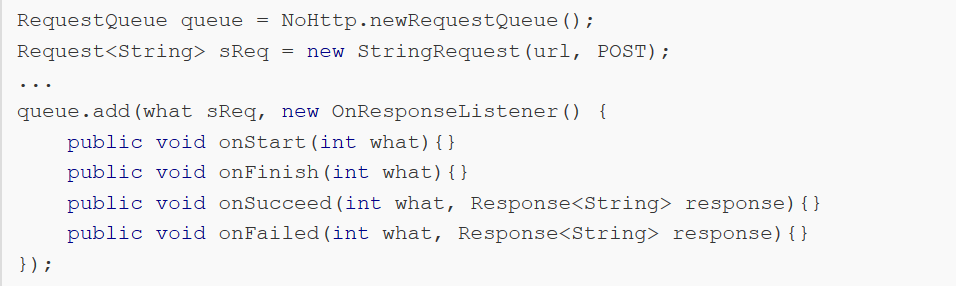 RequestQueue queue = NoHttp.newRequestQueue();
Request<String> sReq = new StringRequest(url, POST);
...
queue.add(what sReq, new OnResponseListener() {
    public void onStart(int what){}
    public void onFinish(int what){}
    public void onSucceed(int what, Response<String> response){}
    public void onFailed(int what, Response<String> response){}
});